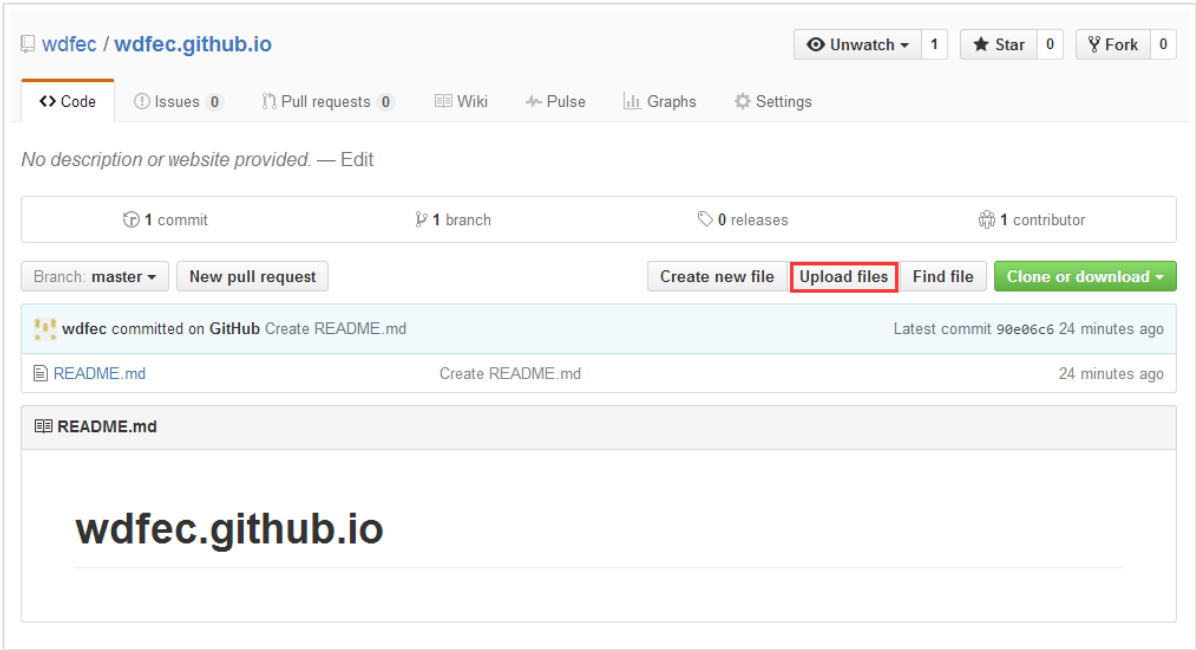 wdfec / wdfec.github.io Unwatch 1 Star 0 Fork 0
<> Code Issues 0 Pull requests 0 Wiki Pulse Graphs Settings
No description or website provided. — Edit
1 commit 1 branch 0 releases 1 contributor
Branch: master New pull request Create new file Upload files Find file Clone or download
wdfec committed on GitHub Create README.md Latest commit 90e06c6 24 minutes ago
README.md Create README.md 24 minutes ago
README.md
wdfec.github.io